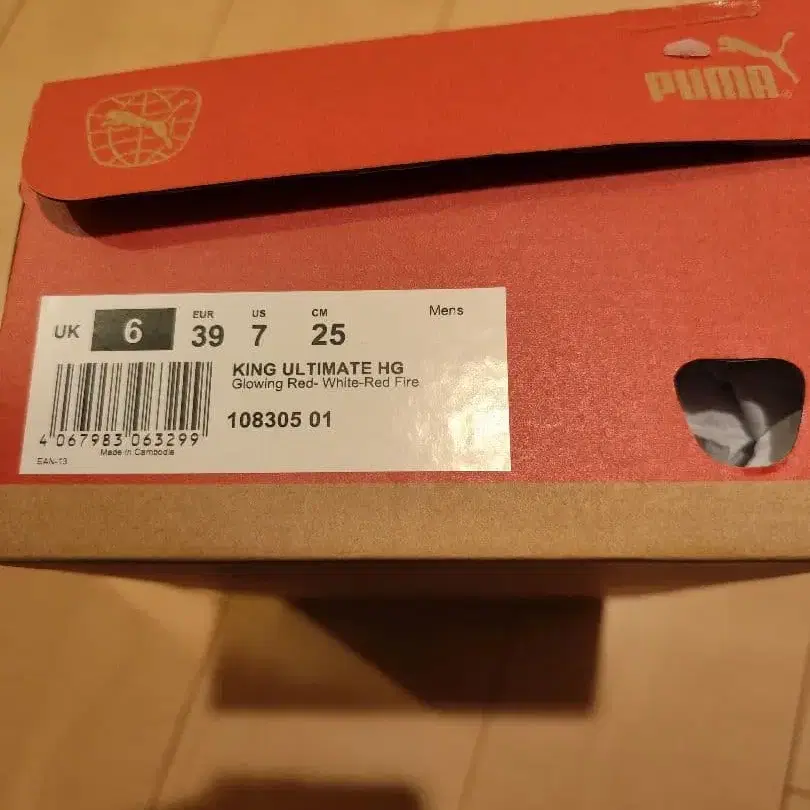 PUMA
UK 6 EUR 39 US 7 CM 25 Mens
KING ULTIMATE HG
Glowing Red- White-Red Fire
108305 01
4 067983 063299
Made in Cambodia
EAN-13